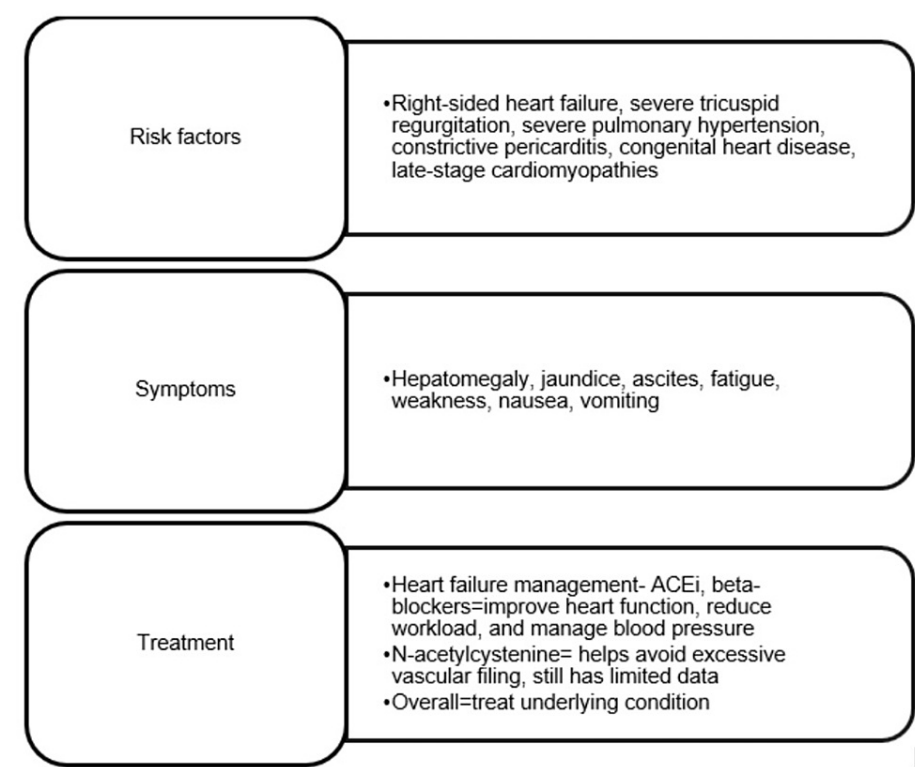 Risk factors
•Right-sided heart failure, severe tricuspid
regurgitation, severe pulmonary hypertension,
constrictive pericarditis, congenital heart disease,
late-stage cardiomyopathies
Symptoms
•Hepatomegaly, jaundice, ascites, fatigue,
weakness, nausea, vomiting
Treatment
•Heart failure management- ACEi, beta-
blockers=improve heart function, reduce
workload, and manage blood pressure
•N-acetylcystenine= helps avoid excessive
vascular filing, still has limited data
•Overall=treat underlying condition